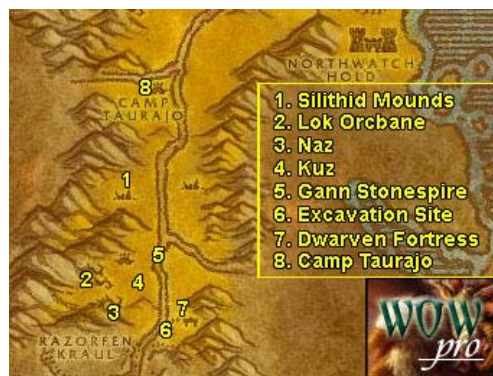 NORTHWATCH
HOLD
8
CAMP
TAURAJO
1. Silithid Mounds
2. Lok Orcbane
3. Naz
4. Kuz
5. Gann Stonespire
6. Excavation Site
7. Dwarven Fortress
8. Camp Taurajo
1
5
2
4
3
7
6
RAZORFEN
KRAUL
WOW
pro